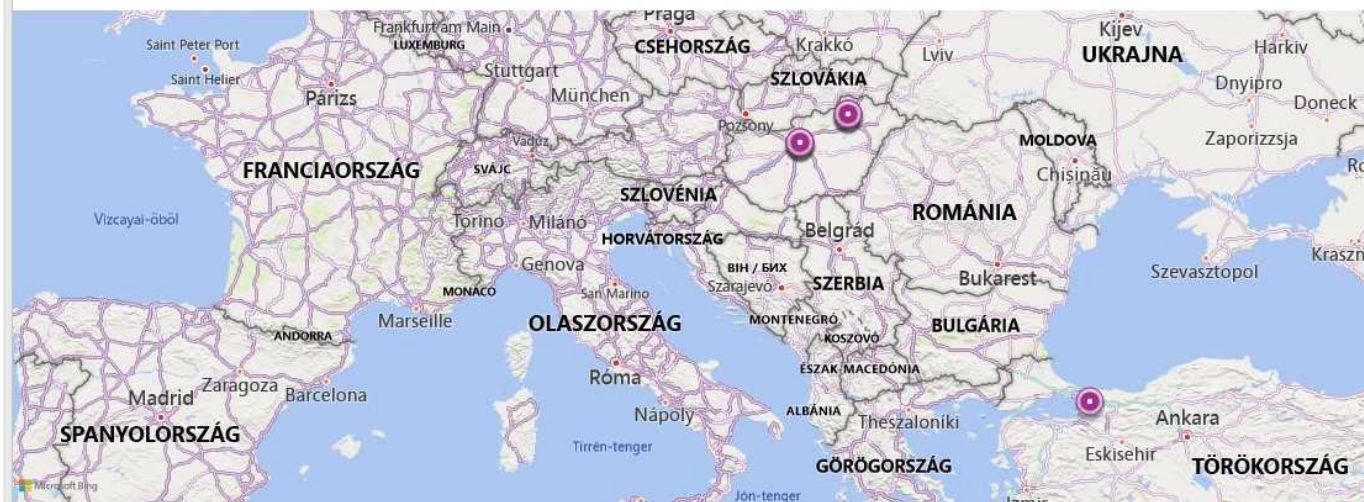 Frankfurt am Main
Prága
Kijev
Saint Peter Port
LUXEMBURG
CSEHORSZÁG
Krakkó
Lviv
UKRAJNA
Harkiv
Saint Helier
Stuttgart
SZLOVÁKIA
Dnyipro
Párizs
München
Doneck
Pozsony
Zaporizzsja
Vaduz
MOLDOVA
FRANCIAORSZÁG
SVÁJC
Chișinău
SZLOVÉNIA
Vizcayai-öböl
Torino
Milánó
ROMÁNIA
HORVÁTORSZÁG
Belgrád
Genova
BIH / БИХ
Bukarest
Szevasztopol
MONACO
San Marino
Szarajevó
SZERBIA
Marseille
OLASZORSZÁG
MONTENEGRÓ
BULGÁRIA
ANDORRA
KOSZOVÓ
Róma
ÉSZAK MACEDÓNIA
Zaragoza
Barcelona
Madrid
Nápoly
ALBÁNIA
Theszaloníki
Ankara
SPANYOLORSZÁG
Tirrén-tenger
Eskisehir
GÖRÖGORSZÁG
TÖRÖKORSZÁG
Microsoft Bing
Jón-tenger